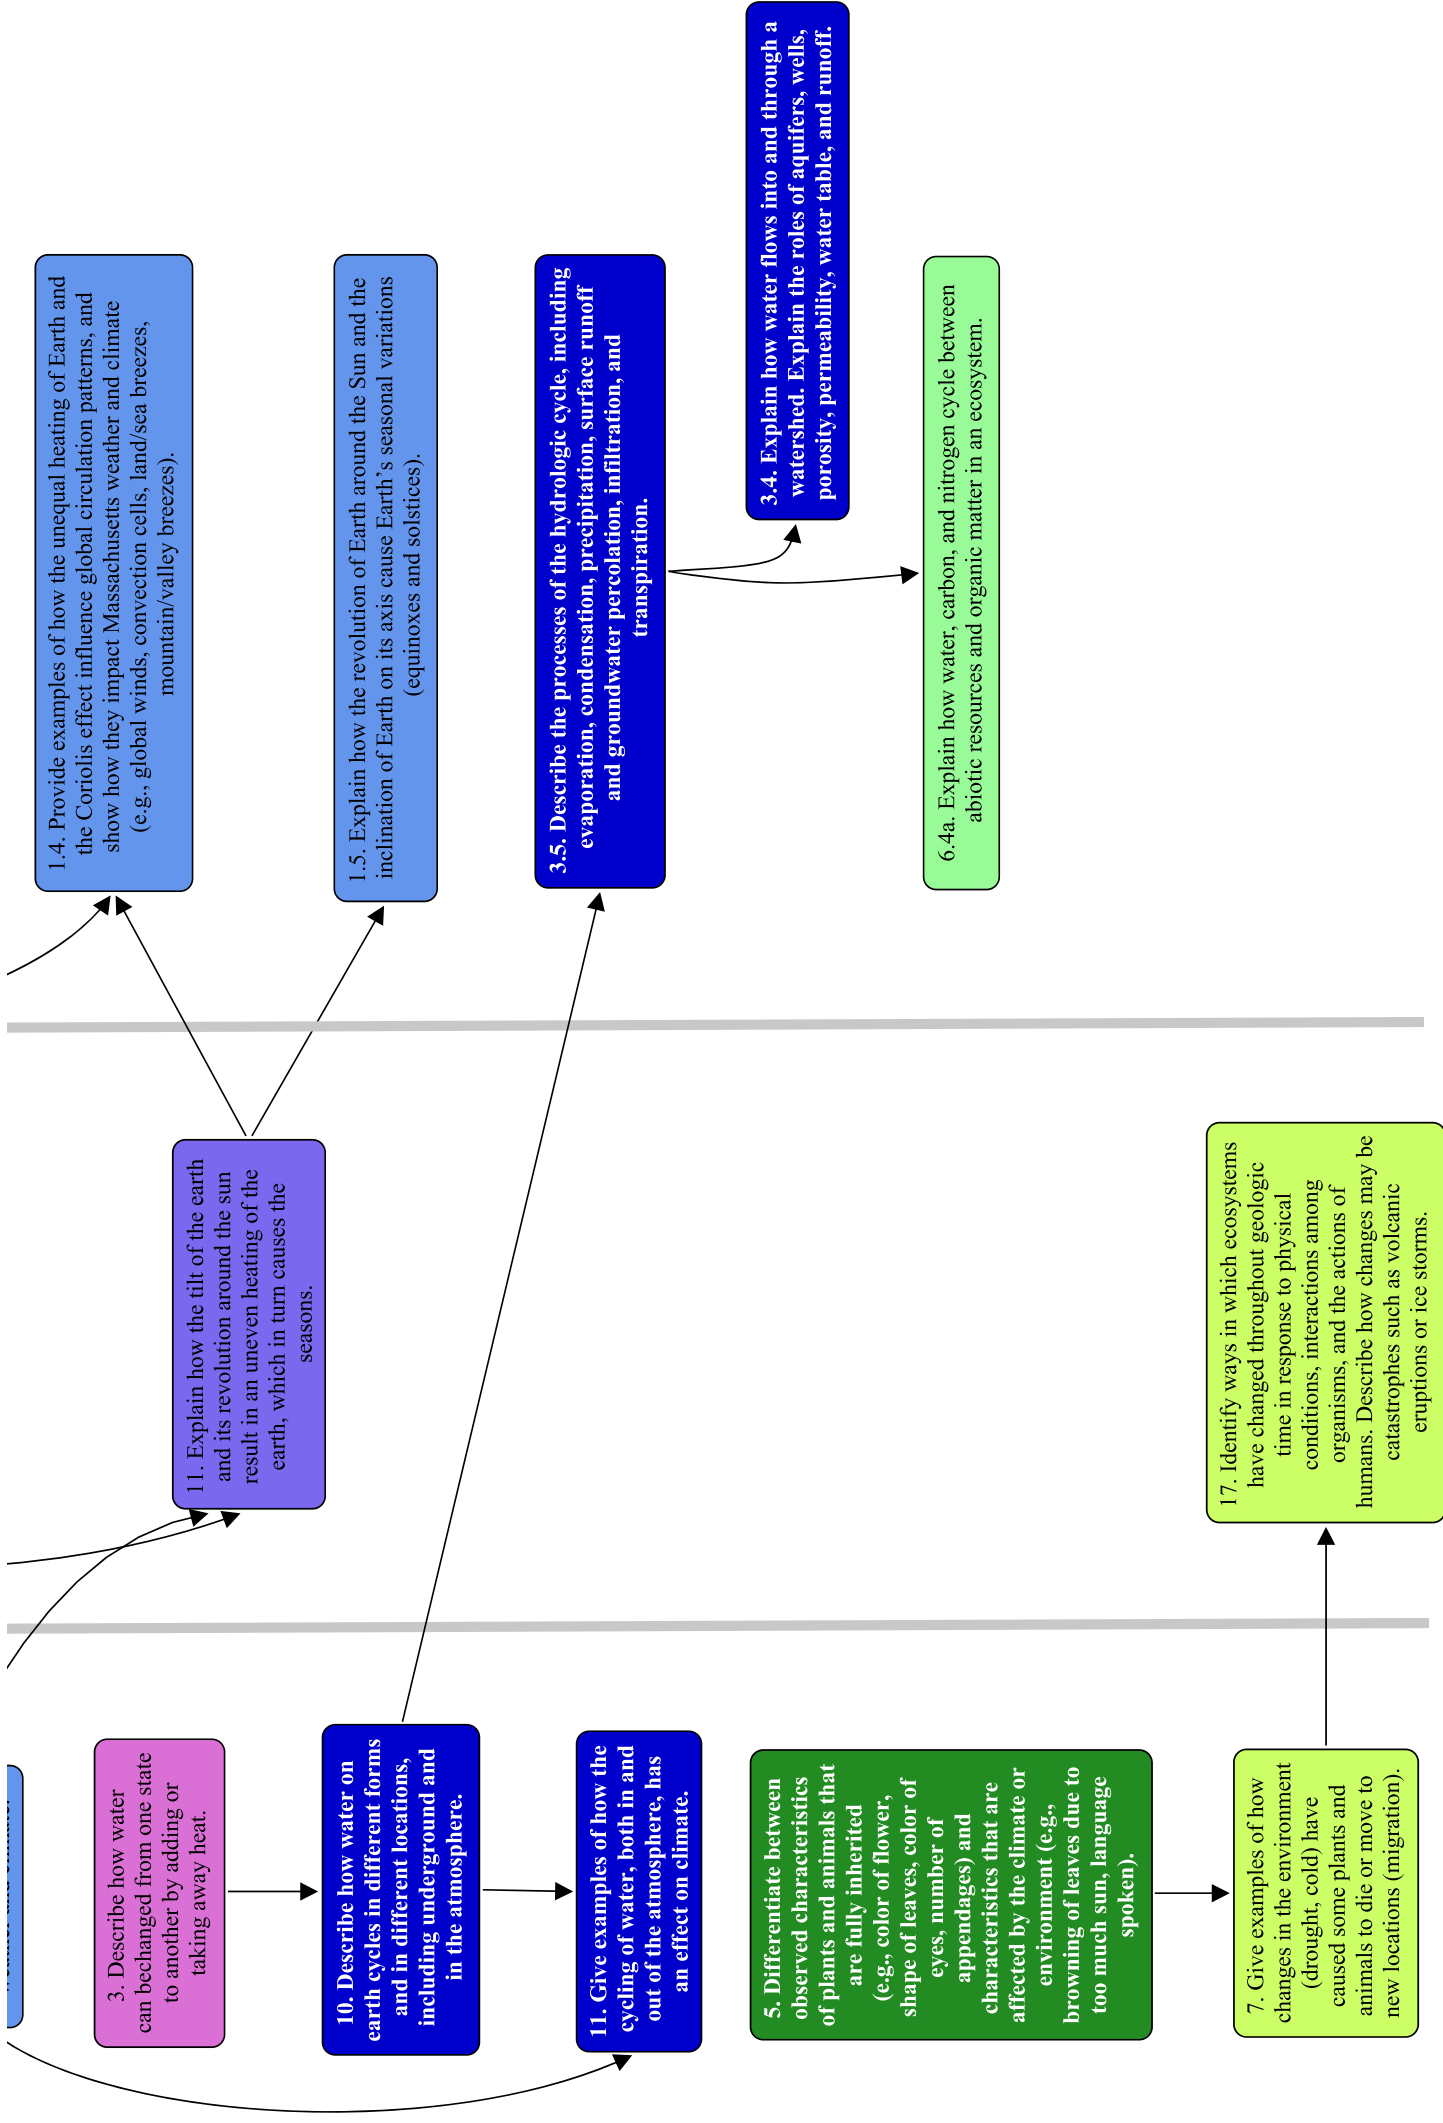 1.4. Provide examples of how the unequal heating of Earth and
the Coriolis effect influence global circulation patterns, and
show how they impact Massachusetts weather and climate
(e.g., global winds, convection cells, land/sea breezes,
mountain/valley breezes).
1.5. Explain how the revolution of Earth around the Sun and the
inclination of Earth on its axis cause Earth’s seasonal variations
(equinoxes and solstices).
3.5. Describe the processes of the hydrologic cycle, including
evaporation, condensation, precipitation, surface runoff
and groundwater percolation, infiltration, and
transpiration.
3.4. Explain how water flows into and through a
watershed. Explain the roles of aquifers, wells,
porosity, permeability, water table, and runoff.
6.4a. Explain how water, carbon, and nitrogen cycle between
abiotic resources and organic matter in an ecosystem.
11. Explain how the tilt of the earth
and its revolution around the sun
result in an uneven heating of the
earth, which in turn causes the
seasons.
17. Identify ways in which ecosystems
have changed throughout geologic
time in response to physical
conditions, interactions among
organisms, and the actions of
humans. Describe how changes may be
catastrophes such as volcanic
eruptions or ice storms.
3. Describe how water
can bechanged from one state
to another by adding or
taking away heat.
10. Describe how water on
earth cycles in different forms
and in different locations,
including underground and
in the atmosphere.
11. Give examples of how the
cycling of water, both in and
out of the atmosphere, has
an effect on climate.
5. Differentiate between
observed characteristics
of plants and animals that
are fully inherited
(e.g., color of flower,
shape of leaves, color of
eyes, number of
appendages) and
characteristics that are
affected by the climate or
environment (e.g.,
browning of leaves due to
too much sun, language
spoken).
7. Give examples of how
changes in the environment
(drought, cold) have
caused some plants and
animals to die or move to
new locations (migration).